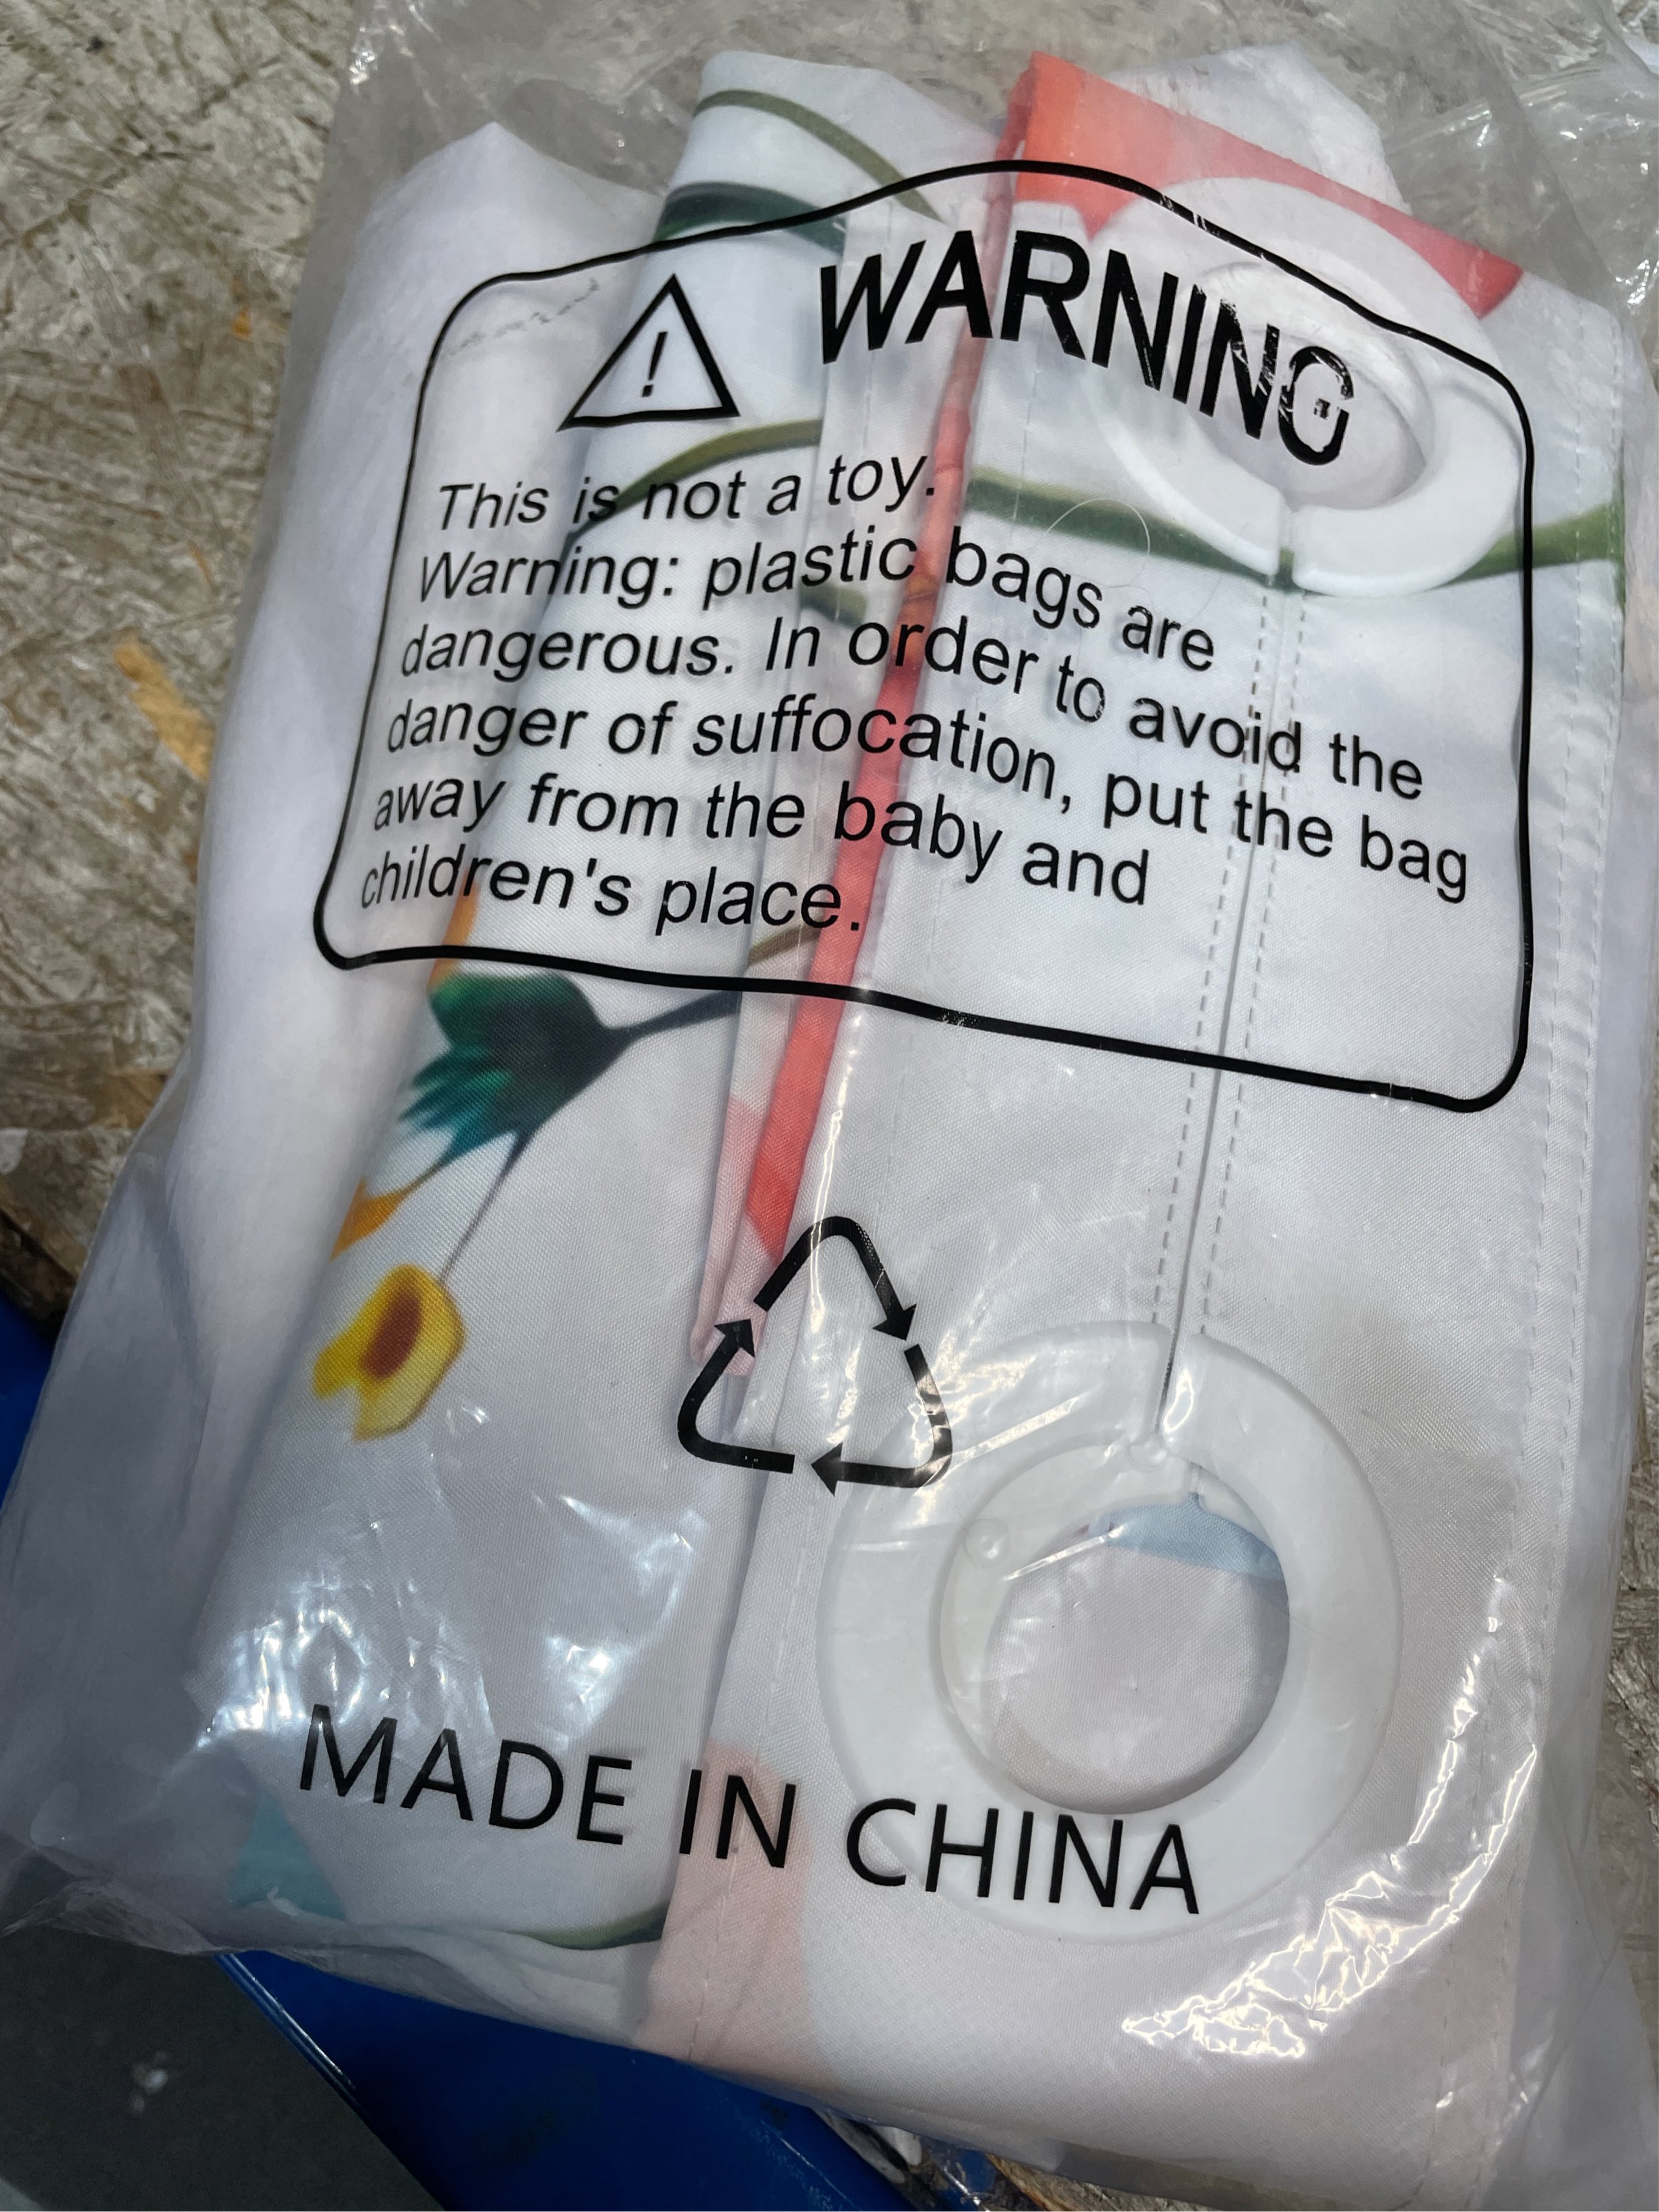 WARNING
This is not a toy.
Warning: plastic bags are
dangerous. In order to avoid the
danger of suffocation, put the bag
away from the baby and
children's place.
MADE IN CHINA